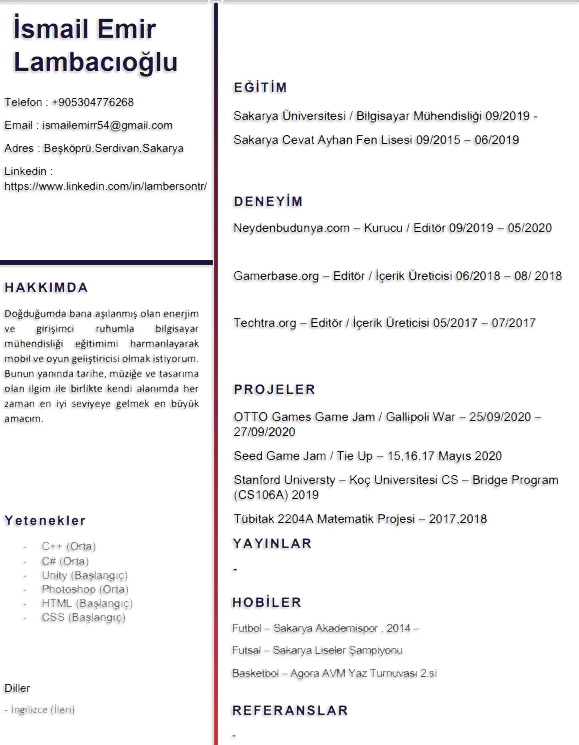 İsmail Emir
Lambacıoğlu
Telefon : +905304776268
Email : ismailemirr54@gmail.com
Adres : Beşköprü,Serdivan,Sakarya
Linkedin :
https://www.linkedin.com/in/lambersontr/
HAKKIMDA
Doğduğumda bana aşılanmış olan enerjim
ve girişimci ruhumla bilgisayar
mühendisliği eğitimimi harmanlayarak
mobil ve oyun geliştiricisi olmak istiyorum.
Bunun yanında tarihe, müziğe ve tasarıma
olan ilgim ile birlikte kendi alanımda her
zaman en iyi seviyeye gelmek en büyük
amacım.
Yetenekler
- C++ (Orta)
- C# (Orta)
- Unity (Başlangıç)
- Photoshop (Orta)
- HTML (Başlangıç)
- CSS (Başlangıç)
Diller
- İngilizce (İleri)
EĞİTİM
Sakarya Üniversitesi / Bilgisayar Mühendisliği 09/2019 -
Sakarya Cevat Ayhan Fen Lisesi 09/2015 – 06/2019
DENEYİM
Neydenbudunya.com – Kurucu / Editör 09/2019 – 05/2020
Gamerbase.org – Editör / İçerik Üreticisi 06/2018 – 08/ 2018
Techtra.org – Editör / İçerik Üreticisi 05/2017 – 07/2017
PROJELER
OTTO Games Game Jam / Gallipoli War – 25/09/2020 –
27/09/2020
Seed Game Jam / Tie Up – 15,16,17 Mayıs 2020
Stanford Universty – Koç Universitesi CS – Bridge Program
(CS106A) 2019
Tübitak 2204A Matematik Projesi – 2017,2018
YAYINLAR
-
HOBİLER
Futbol – Sakarya Akademispor , 2014 –
Futsal – Sakarya Liseler Şampiyonu
Basketbol – Agora AVM Yaz Turnuvası 2.si
REFERANSLAR
-